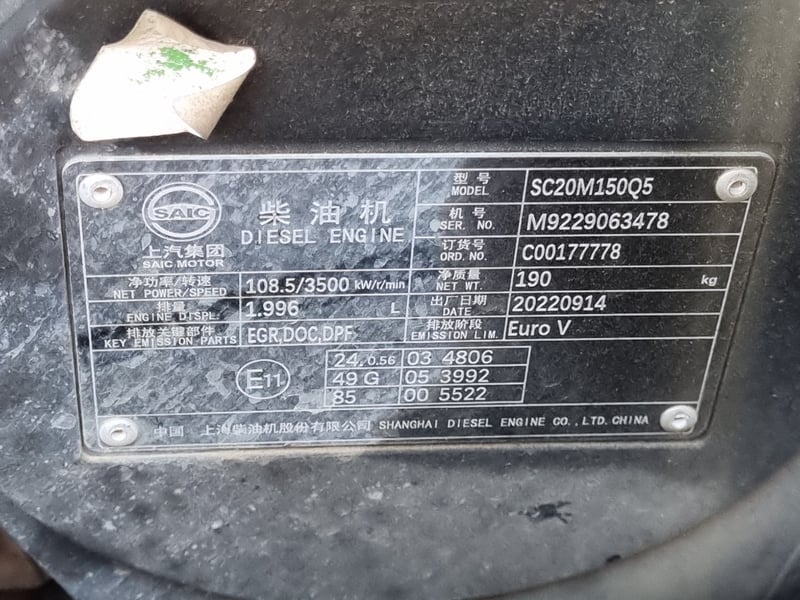 SAIC
上汽集团
SAIC MOTOR
柴油机
DIESEL ENGINE
型号
MODEL
SC20M150Q5
机号
SER. NO.
M9229063478
订货号
ORD. NO.
C00177778
净功率/转速
NET POWER/SPEED
108.5/3500 kW/r/min
净质量
NET WT.
190 kg
排量
ENGINE DISPL.
1.996 L
出厂日期
DATE
20220914
排放关键部件
KEY EMISSION PARTS
EGR,DOC,DPF
排放阶段
EMISSION LIM.
Euro V
E11
24 0.56 03 4806
49 G 05 3992
85 00 5522
中国 上海柴油机股份有限公司 SHANGHAI DIESEL ENGINE CO., LTD. CHINA